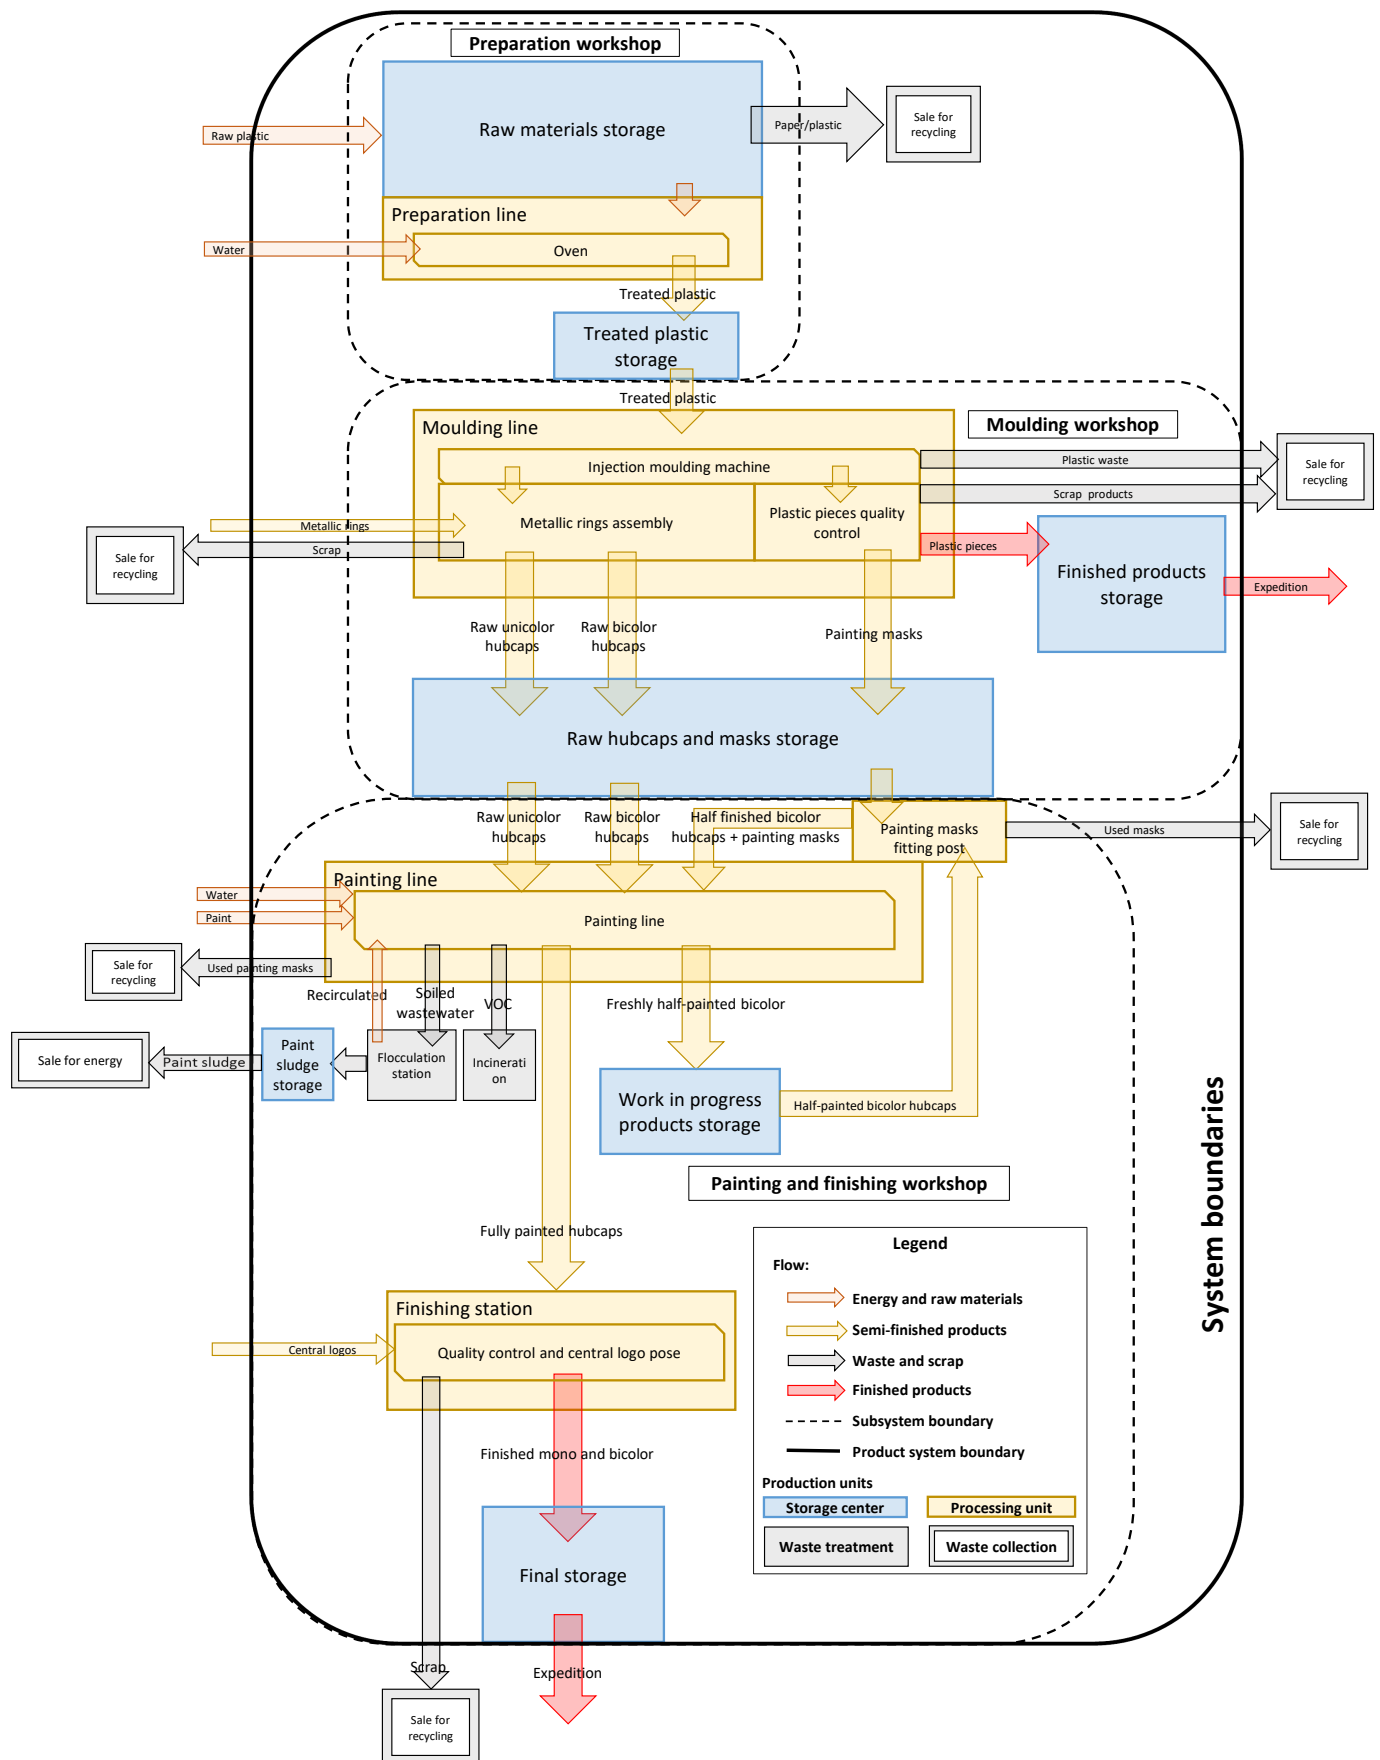 Preparation workshop
Raw materials storage
Raw plastic
Paper/plastic
Sale for
recycling
Preparation line
Water
Oven
Treated plastic
Treated plastic
storage
Treated plastic
Moulding line
Moulding workshop
Injection moulding machine
Plastic waste
Sale for
recycling
Scrap products
Metallic rings
Metallic rings assembly
Plastic pieces quality
control
Scrap
Sale for
recycling
Plastic pieces
Finished products
storage
Expedition
Raw unicolor
hubcaps
Raw bicolor
hubcaps
Painting masks
Raw hubcaps and masks storage
Raw unicolor
hubcaps
Raw bicolor
hubcaps
Half finished bicolor
hubcaps + painting masks
Painting masks
fitting post
Used masks
Sale for
recycling
Painting line
Water
Paint
Painting line
Sale for
recycling
Used painting masks
Recirculated
Soiled
wastewater
VOC
Freshly half-painted bicolor
Sale for energy
Paint sludge
Paint
sludge
storage
Flocculation
station
Incinerati
on
Work in progress
products storage
Half-painted bicolor hubcaps
System boundaries
Painting and finishing workshop
Fully painted hubcaps
Legend
Flow:
Energy and raw materials
Semi-finished products
Waste and scrap
Finished products
Subsystem boundary
Product system boundary
Production units
Storage center
Processing unit
Waste treatment
Waste collection
Finishing station
Central logos
Quality control and central logo pose
Finished mono and bicolor
Final storage
Scrap
Expedition
Sale for
recycling